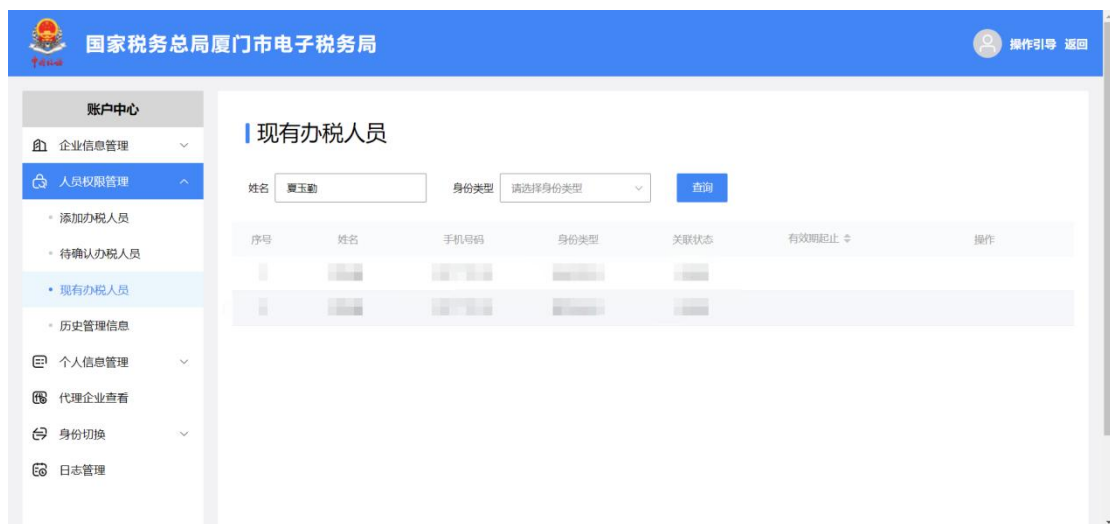 国家税务总局厦门市电子税务局
操作引导 返回
账户中心
企业信息管理
人员权限管理
添加办税人员
待确认办税人员
现有办税人员
历史管理信息
个人信息管理
代理企业查看
身份切换
日志管理
现有办税人员
姓名 夏玉勤 身份类型 请选择身份类型 查询
序号 姓名 手机号码 身份类型 关联状态 有效期起止 操作